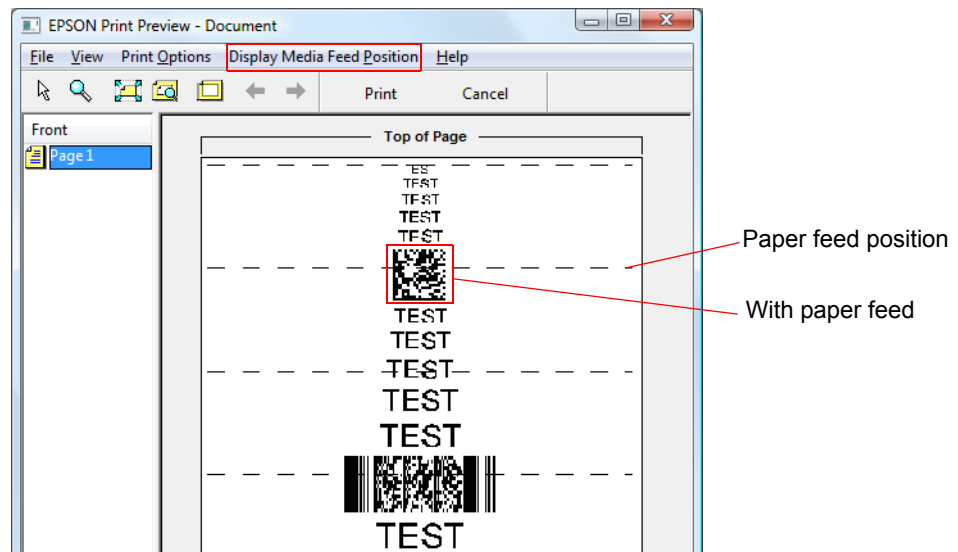 EPSON Print Preview - Document
File View Print Options Display Media Feed Position Help
Print Cancel
Front
Page 1
Top of Page
ES
TEST
TEST
TEST
TEST
TEST
TEST
TEST
TEST
TEST
TEST
Paper feed position
With paper feed